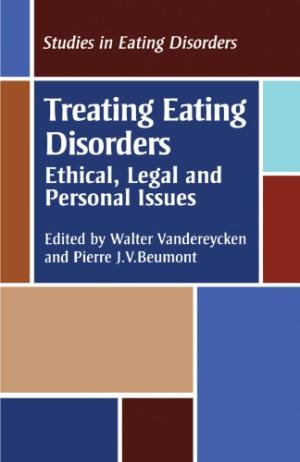 Studies in Eating Disorders
Treating Eating
Disorders
Ethical, Legal and
Personal Issues
Edited by Walter Vandereycken
and Pierre J.V.Beumont